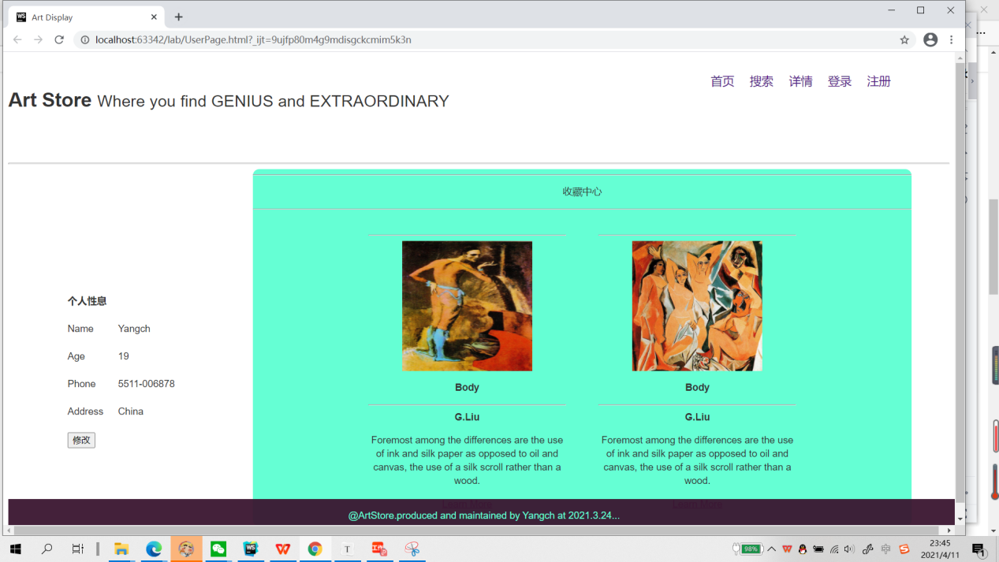 Art Display
localhost:63342/lab/UserPage.html?_ijt=9ujfp80m4g9mdisgckcmim5k3n
首页 搜索 详情 登录 注册
Art Store Where you find GENIUS and EXTRAORDINARY
收藏中心
个人性息
Name Yangch
Age 19
Phone 5511-006878
Address China
修改
Body
G.Liu
Foremost among the differences are the use
of ink and silk paper as opposed to oil and
canvas, the use of a silk scroll rather than a
wood.
Body
G.Liu
Foremost among the differences are the use
of ink and silk paper as opposed to oil and
canvas, the use of a silk scroll rather than a
wood.
@ArtStore.produced and maintained by Yangch at 2021.3.24...
98%
中
23:45
2021/4/11